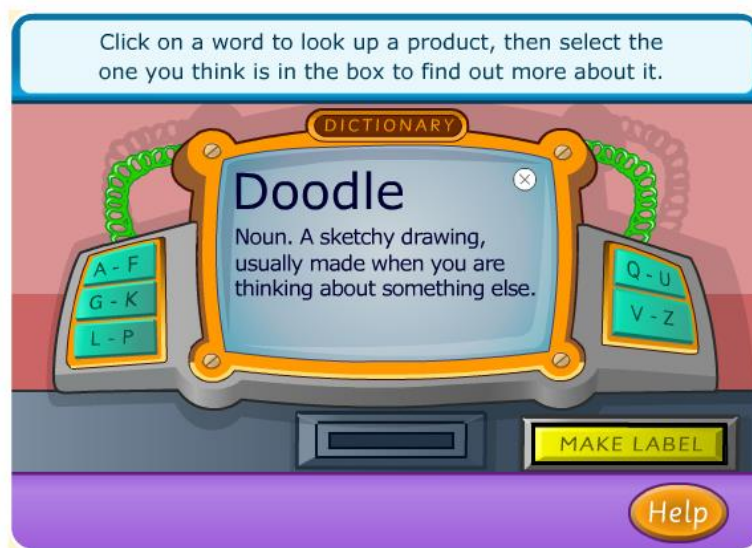 Click on a word to look up a product, then select the
one you think is in the box to find out more about it.
DICTIONARY
Doodle
Noun. A sketchy drawing,
usually made when you are
thinking about something else.
A - F
G - K
L - P
Q - U
V - Z
MAKE LABEL
Help